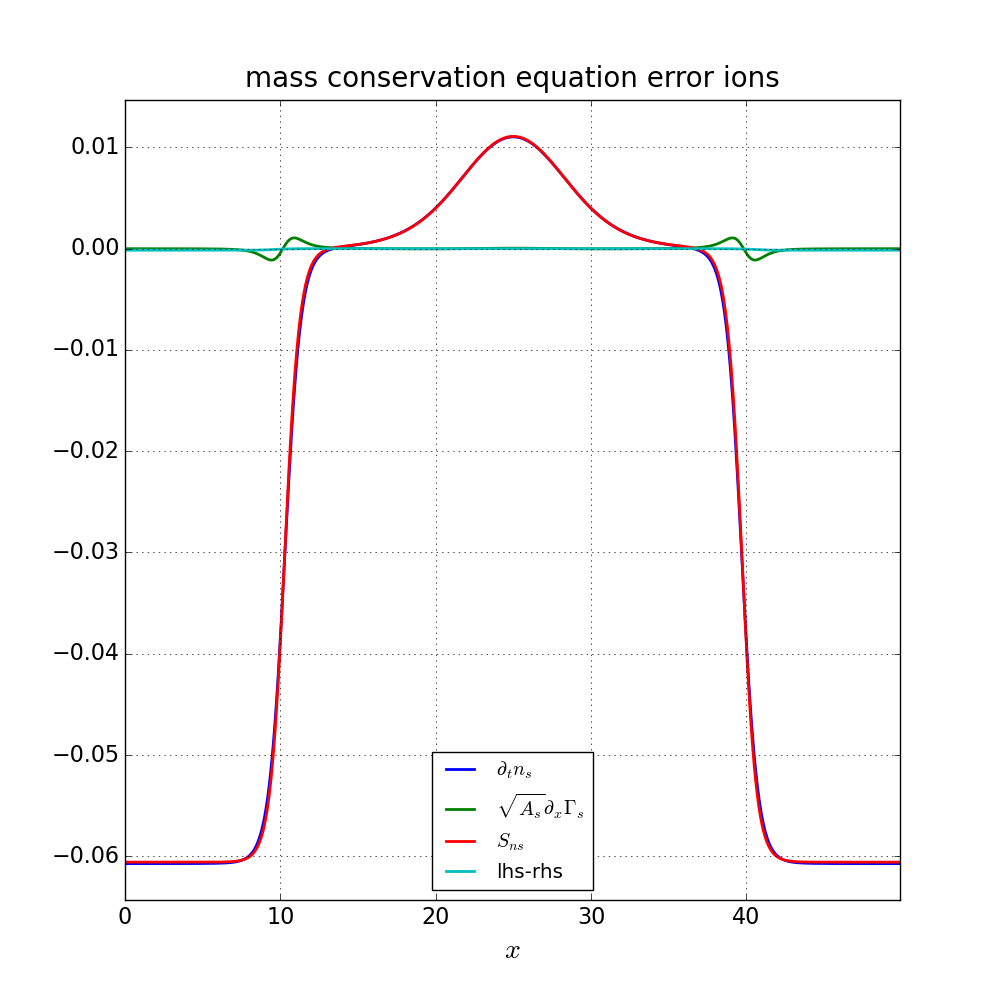 mass conservation equation error ions
0.01
0.00
−0.01
−0.02
−0.03
−0.04
−0.05
−0.06
∂ₜnₛ
√Aₛ∂ₓΓₛ
Sₙₛ
lhs-rhs
0 10 20 30 40
x